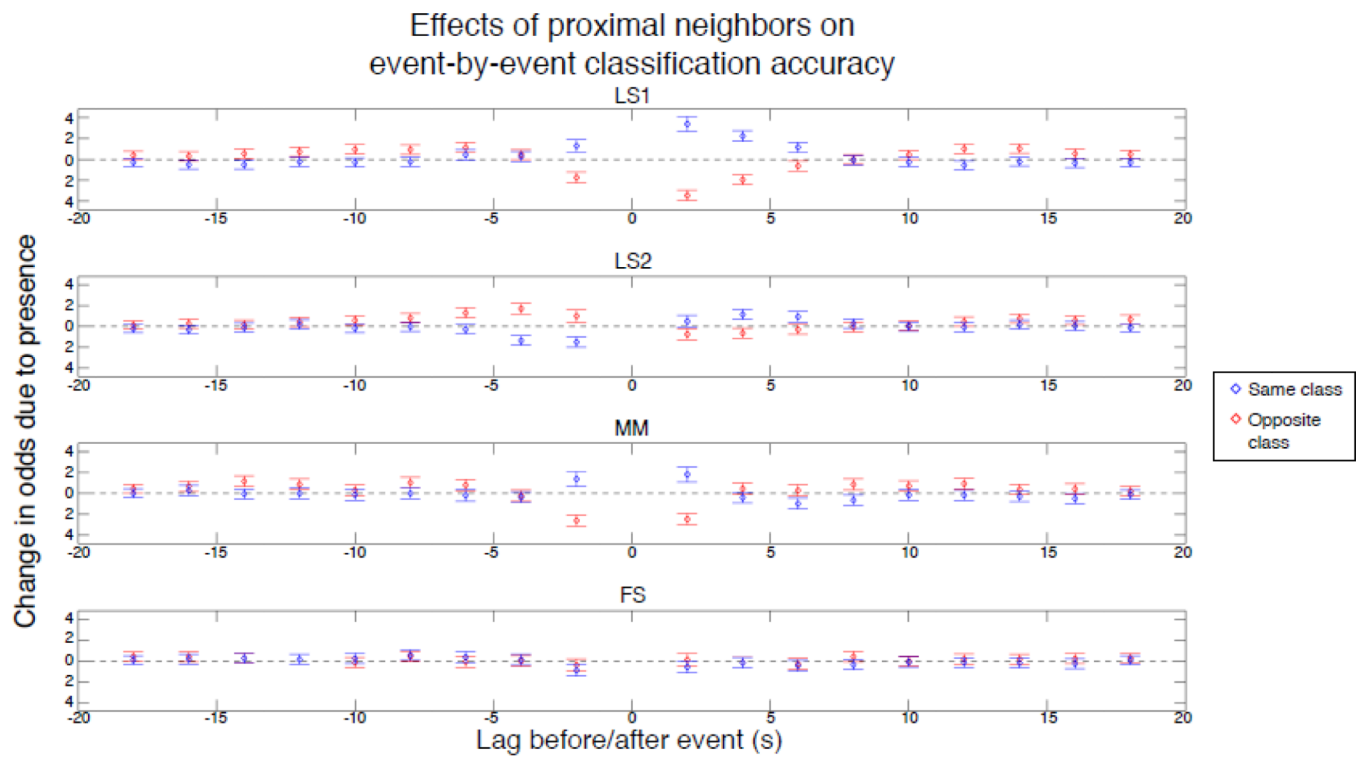 Effects of proximal neighbors on
event-by-event classification accuracy
LS1
4
2
0
2
4
-20 -15 -10 -5 0 5 10 15 20
LS2
4
2
0
2
4
-20 -15 -10 -5 0 5 10 15 20
MM
4
2
0
2
4
-20 -15 -10 -5 0 5 10 15 20
FS
4
2
0
2
4
-20 -15 -10 -5 0 5 10 15 20
Lag before/after event (s)
Change in odds due to presence
Same class
Opposite
class